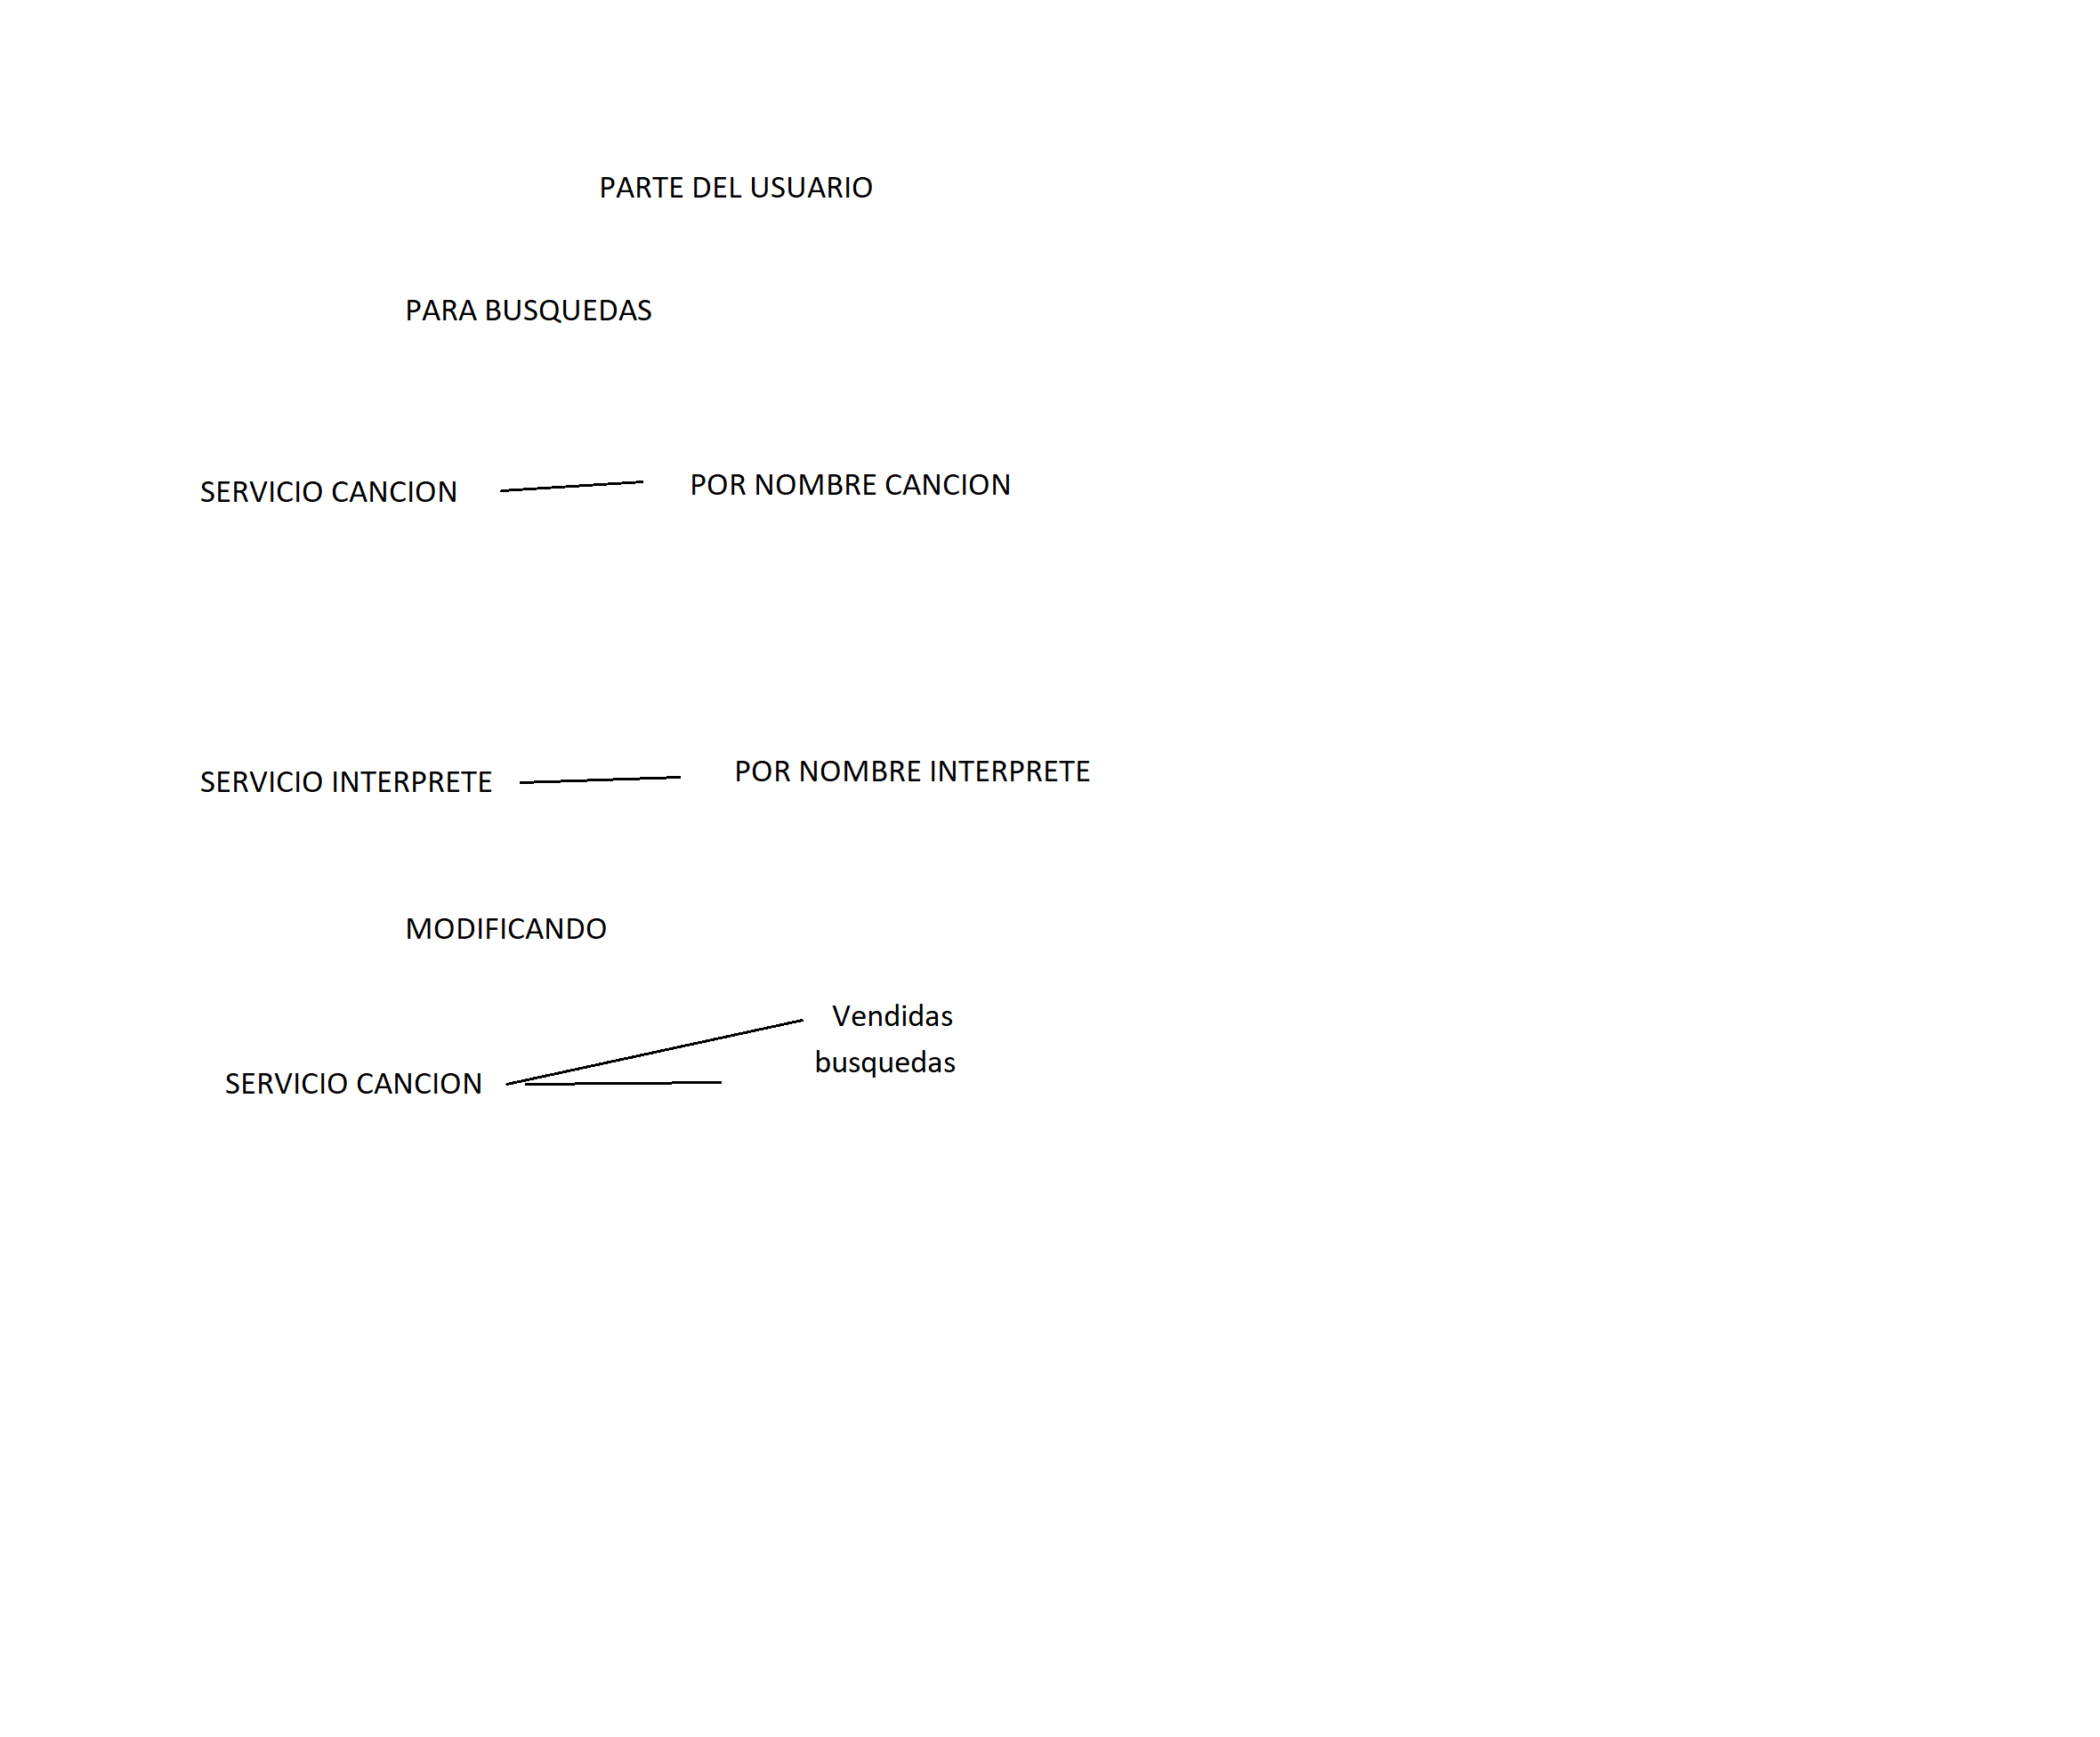 PARTE DEL USUARIO
PARA BUSQUEDAS
SERVICIO CANCION
POR NOMBRE CANCION
SERVICIO INTERPRETE
POR NOMBRE INTERPRETE
MODIFICANDO
Vendidas
busquedas
SERVICIO CANCION